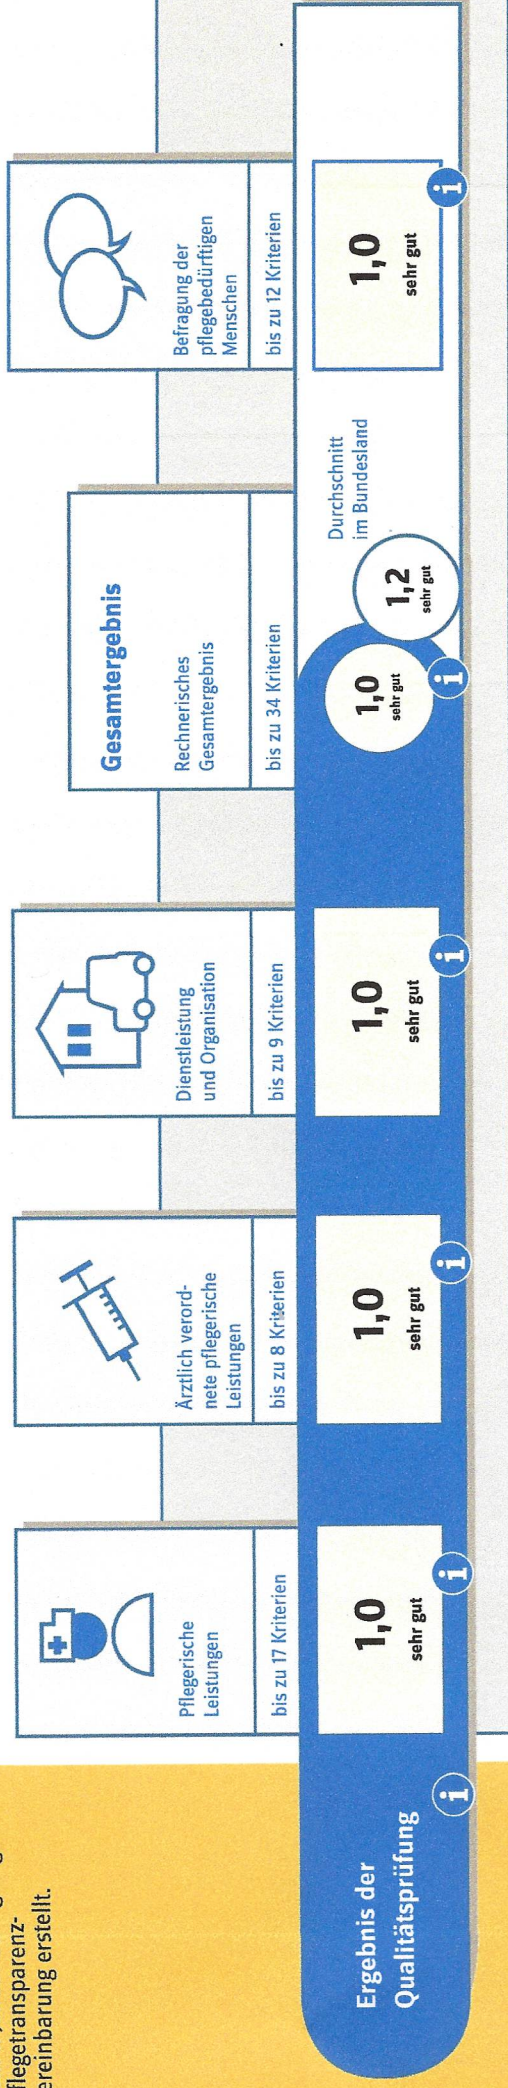 flegetransparenz-
ereinbarung erstellt.
Ergebnis der
Qualitätsprüfung
i
Pflegerische
Leistungen
bis zu 17 Kriterien
1,0
sehr gut
i
Ärztlich verord-
nete pflegerische
Leistungen
bis zu 8 Kriterien
1,0
sehr gut
i
Dienstleistung
und Organisation
bis zu 9 Kriterien
1,0
sehr gut
i
Gesamtergebnis
Rechnerisches
Gesamtergebnis
bis zu 34 Kriterien
1,0
sehr gut
i
1,2
sehr gut
Durchschnitt
im Bundesland
Befragung der
pflegebedürftigen
Menschen
bis zu 12 Kriterien
1,0
sehr gut
i